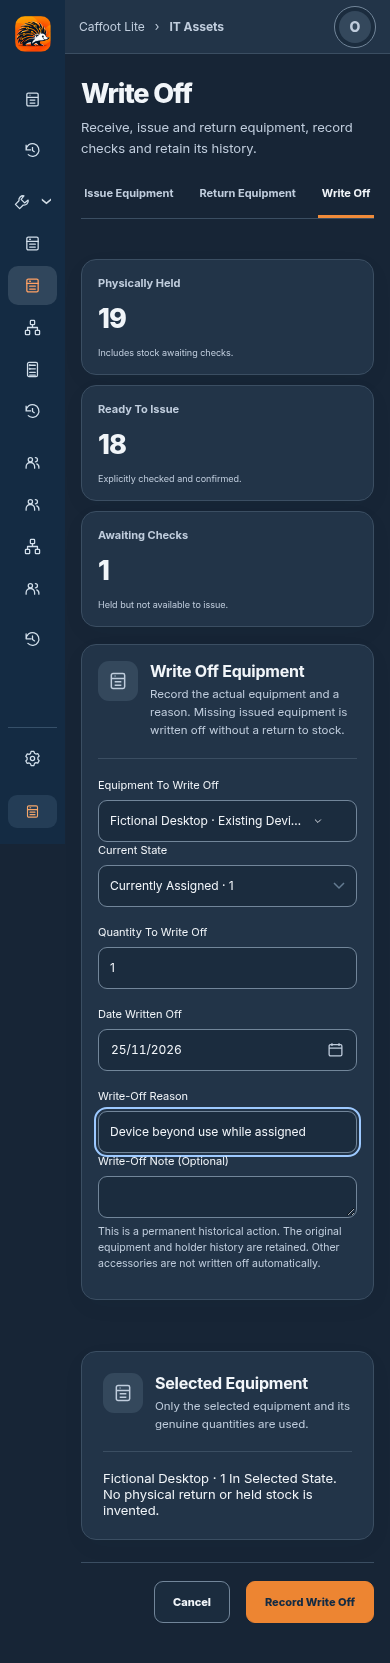 Caffoot Lite › IT Assets
O
Write Off
Receive, issue and return equipment, record
checks and retain its history.
Issue Equipment Return Equipment Write Off
Physically Held
19
Includes stock awaiting checks.
Ready To Issue
18
Explicitly checked and confirmed.
Awaiting Checks
1
Held but not available to issue.
Write Off Equipment
Record the actual equipment and a
reason. Missing issued equipment is
written off without a return to stock.
Equipment To Write Off
Fictional Desktop · Existing Devi...
Current State
Currently Assigned · 1
Quantity To Write Off
1
Date Written Off
25/11/2026
Write-Off Reason
Device beyond use while assigned
Write-Off Note (Optional)
This is a permanent historical action. The original
equipment and holder history are retained. Other
accessories are not written off automatically.
Selected Equipment
Only the selected equipment and its
genuine quantities are used.
Fictional Desktop · 1 In Selected State.
No physical return or held stock is
invented.
Cancel Record Write Off